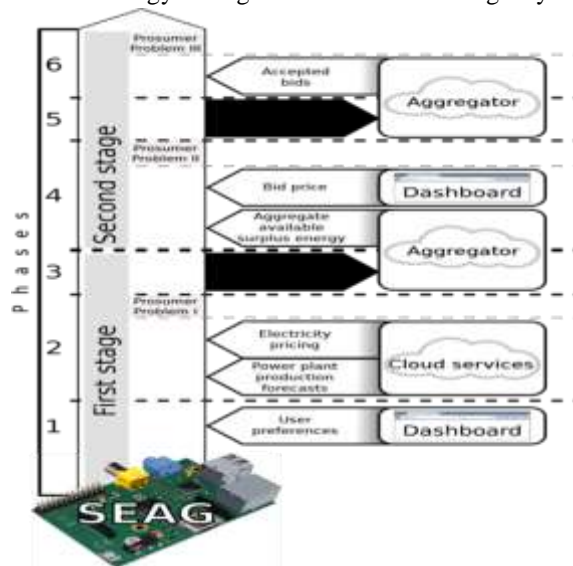 Prosumer
Problem III
6
Accepted
bids
Aggregator
5
Prosumer
Problem II
Second stage
4
Bid price
Dashboard
Aggregate
available
surplus energy
Aggregator
Phases
3
Prosumer
Problem I
First stage
2
Electricity
pricing
Power plant
production
forecasts
Cloud services
1
User
preferences
Dashboard
SEAG